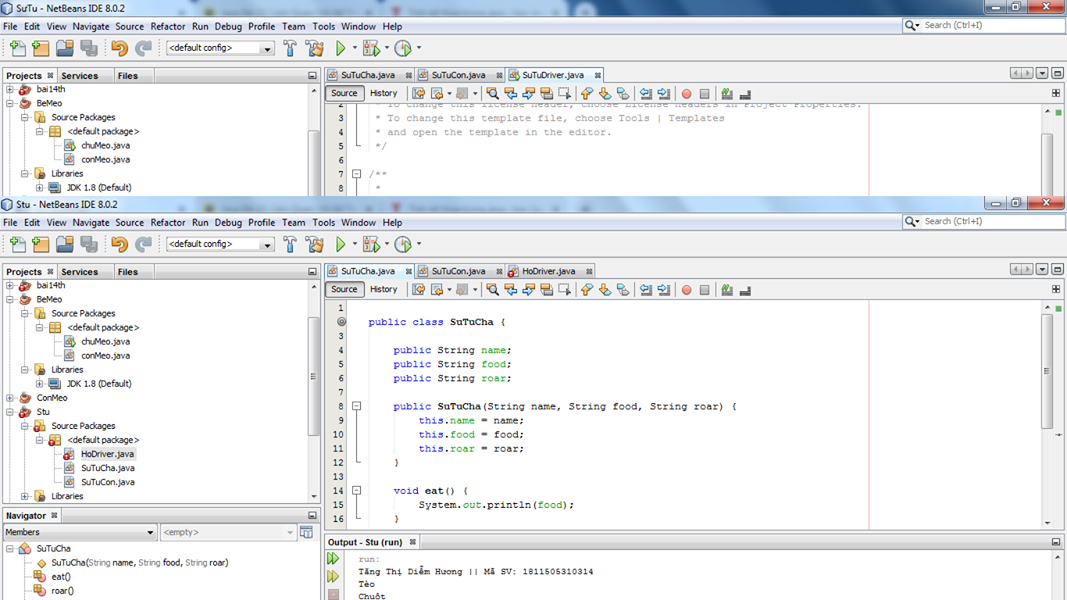 SuTu - NetBeans IDE 8.0.2
File Edit View Navigate Source Refactor Run Debug Profile Team Tools Window Help
Search (Ctrl+I)
<default config>
Projects Services Files
SuTuCha.java SuTuCon.java SuTuDriver.java
Source History
bai14th
BeMeo
Source Packages
<default package>
chuMeo.java
conMeo.java
Libraries
JDK 1.8 (Default)
2 * To change this license header, choose License Headers in Project Properties.
3 * To change this template file, choose Tools | Templates
4 * and open the template in the editor.
5 */
6
7 /**
8 *
Stu - NetBeans IDE 8.0.2
File Edit View Navigate Source Refactor Run Debug Profile Team Tools Window Help
Search (Ctrl+I)
<default config>
Projects Services Files
SuTuCha.java SuTuCon.java HoDriver.java
Source History
bai14th
BeMeo
Source Packages
<default package>
chuMeo.java
conMeo.java
Libraries
JDK 1.8 (Default)
ConMeo
Stu
Source Packages
<default package>
HoDriver.java
SuTuCha.java
SuTuCon.java
Libraries
1
public class SuTuCha {
3
4 public String name;
5 public String food;
6 public String roar;
7
8 public SuTuCha(String name, String food, String roar) {
9 this.name = name;
10 this.food = food;
11 this.roar = roar;
12 }
13
14 void eat() {
15 System.out.println(food);
16 }
Navigator
Members
<empty>
SuTuCha
SuTuCha(String name, String food, String roar)
eat()
roar()
Output - Stu (run)
run:
Tăng Thị Diễm Hương || Mã SV: 1811505310314
Tèo
Chuột